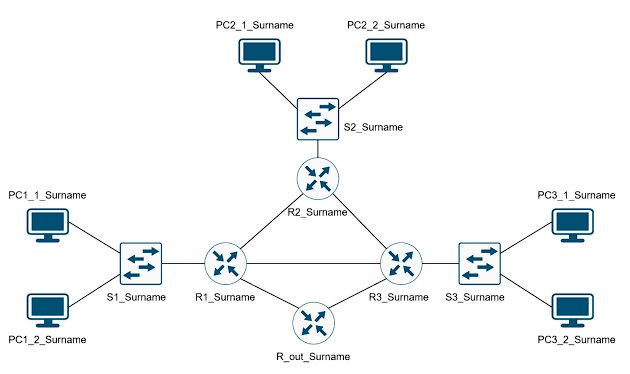 PC2_1_Surname
PC2_2_Surname
S2_Surname
R2_Surname
PC1_1_Surname
PC3_1_Surname
S1_Surname
R1_Surname
R3_Surname
S3_Surname
PC1_2_Surname
PC3_2_Surname
R_out_Surname